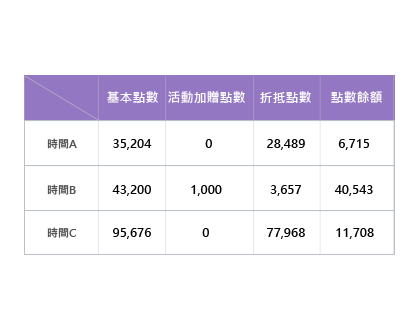 基本點數 活動加贈點數 折抵點數 點數餘額
時間A 35,204 0 28,489 6,715
時間B 43,200 1,000 3,657 40,543
時間C 95,676 0 77,968 11,708